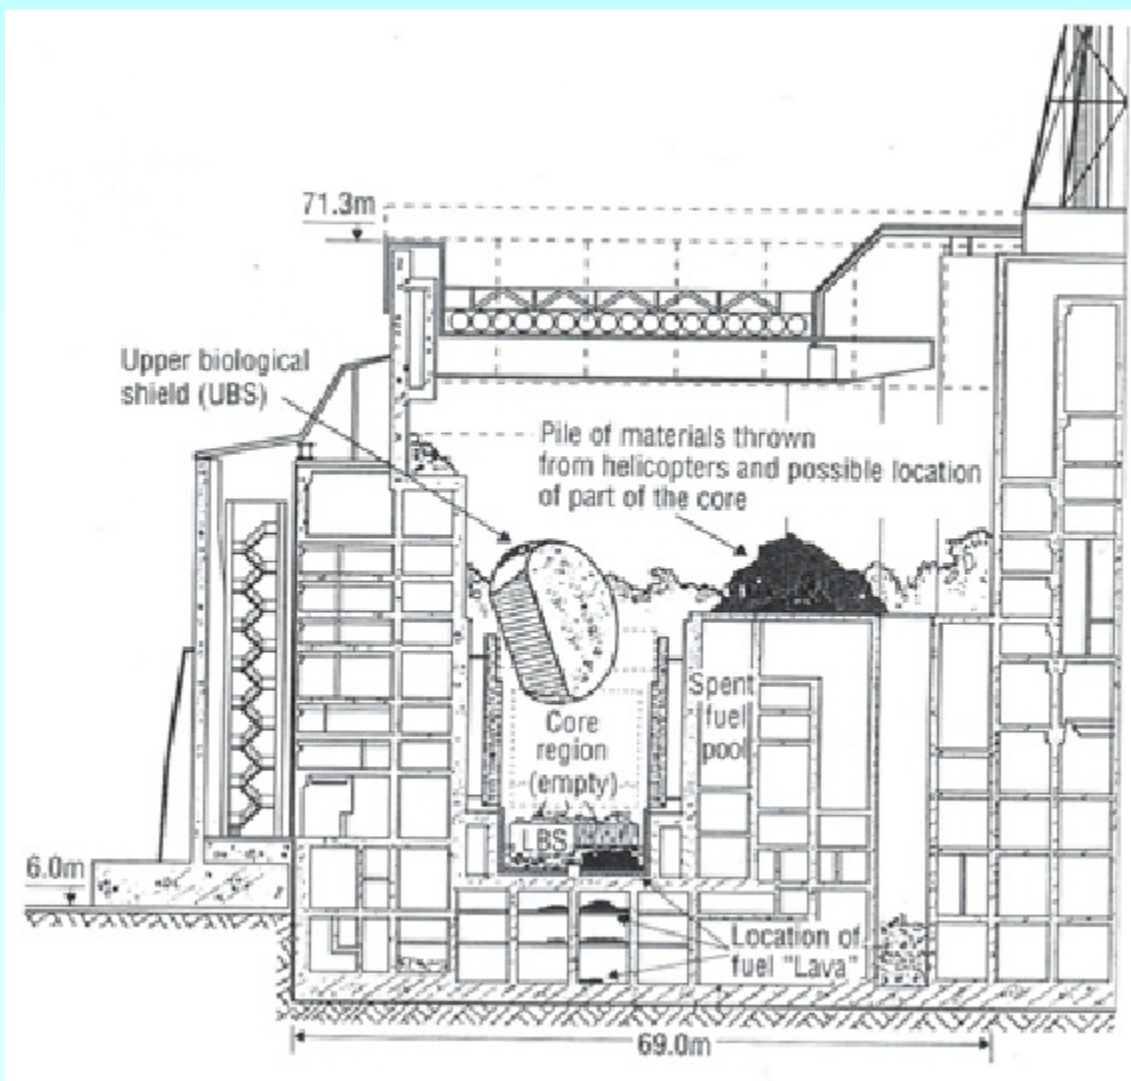 71.3m
Upper biological
shield (UBS)
Pile of materials thrown
from helicopters and possible location
of part of the core
Spent
fuel
pool
Core
region
(empty)
LBS
6.0m
Location of
fuel "Lava"
69.0m